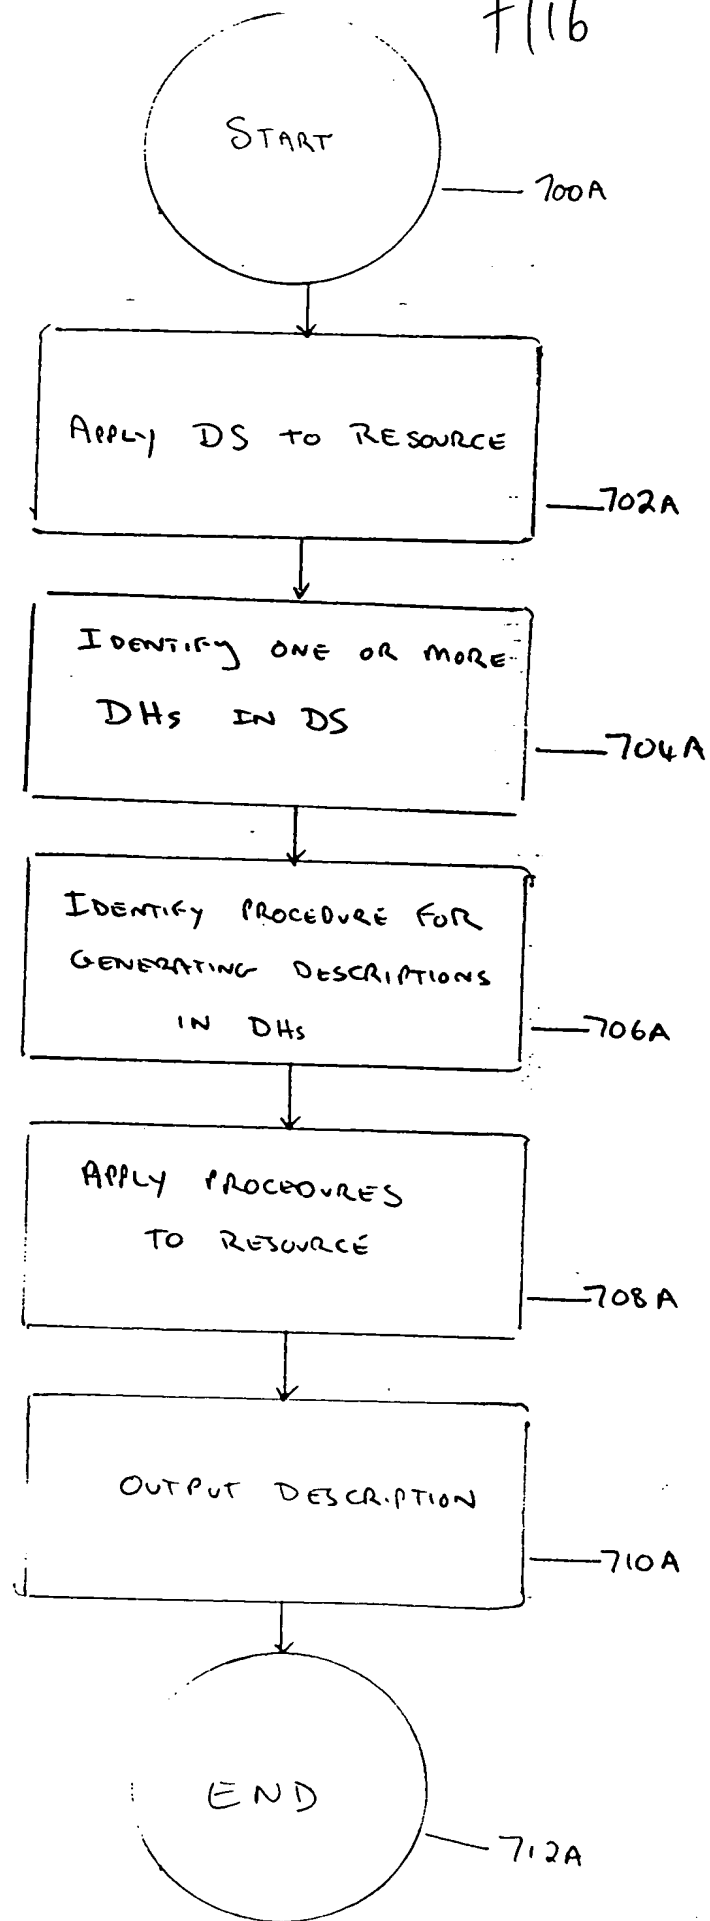 START
700A
APPLY DS TO RESOURCE
702A
IDENTIFY ONE OR MORE
DHs IN DS
704A
IDENTIFY PROCEDURE FOR
GENERATING DESCRIPTIONS
IN DHs
706A
APPLY PROCEDURES
TO RESOURCE
708A
OUTPUT DESCRIPTION
710A
END
712A